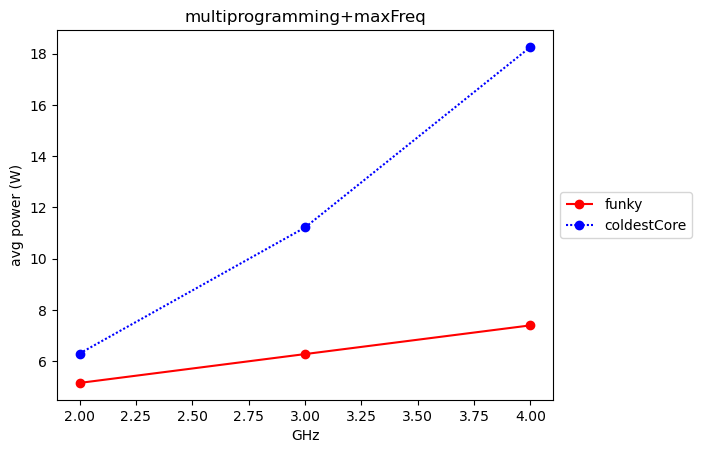 multiprogramming+maxFreq
avg power (W)
18
16
14
12
10
8
6
2.00 2.25 2.50 2.75 3.00 3.25 3.50 3.75 4.00
GHz
funky
coldestCore